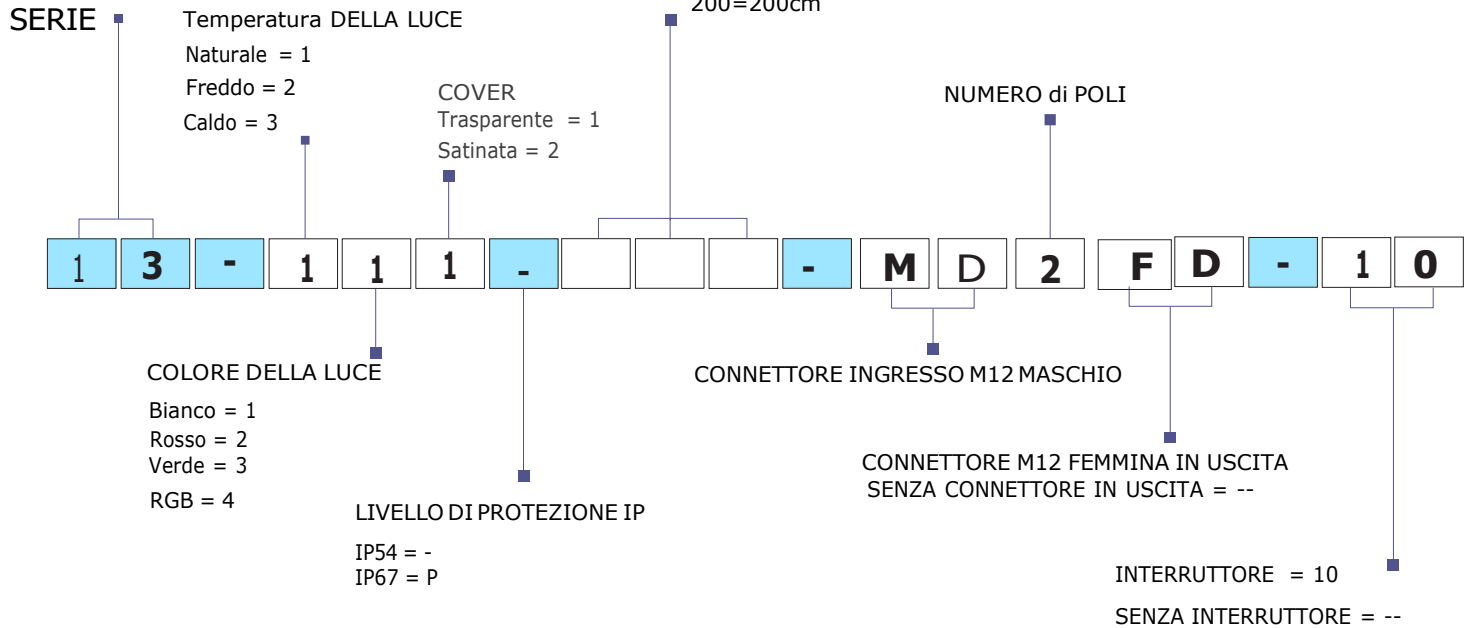 200=200cm
SERIE
Temperatura DELLA LUCE
Naturale = 1
Freddo = 2
Caldo = 3
COVER
Trasparente = 1
Satinata = 2
NUMERO di POLI
1 3 - 1 1 1 - - M D 2 F D - 1 0
COLORE DELLA LUCE
Bianco = 1
Rosso = 2
Verde = 3
RGB = 4
LIVELLO DI PROTEZIONE IP
IP54 = -
IP67 = P
CONNETTORE INGRESSO M12 MASCHIO
CONNETTORE M12 FEMMINA IN USCITA
SENZA CONNETTORE IN USCITA = --
INTERRUTTORE = 10
SENZA INTERRUTTORE = --